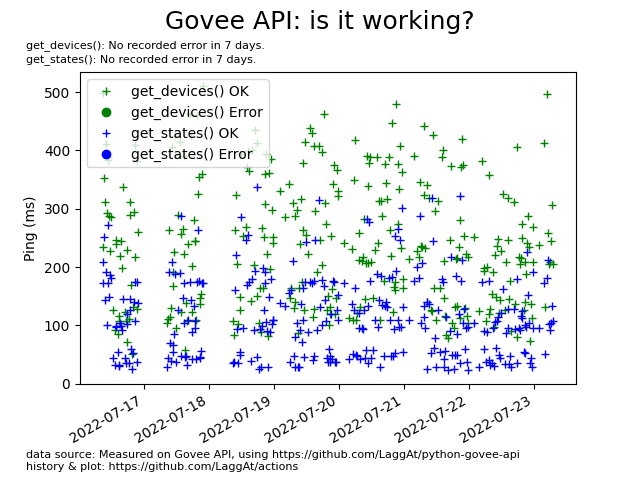 Govee API: is it working?
get_devices(): No recorded error in 7 days.
get_states(): No recorded error in 7 days.
get_devices() OK
get_devices() Error
get_states() OK
get_states() Error
Ping (ms)
500
400
300
200
100
0
2022-07-17
2022-07-18
2022-07-19
2022-07-20
2022-07-21
2022-07-22
2022-07-23
data source: Measured on Govee API, using https://github.com/LaggAt/python-govee-api
history & plot: https://github.com/LaggAt/actions